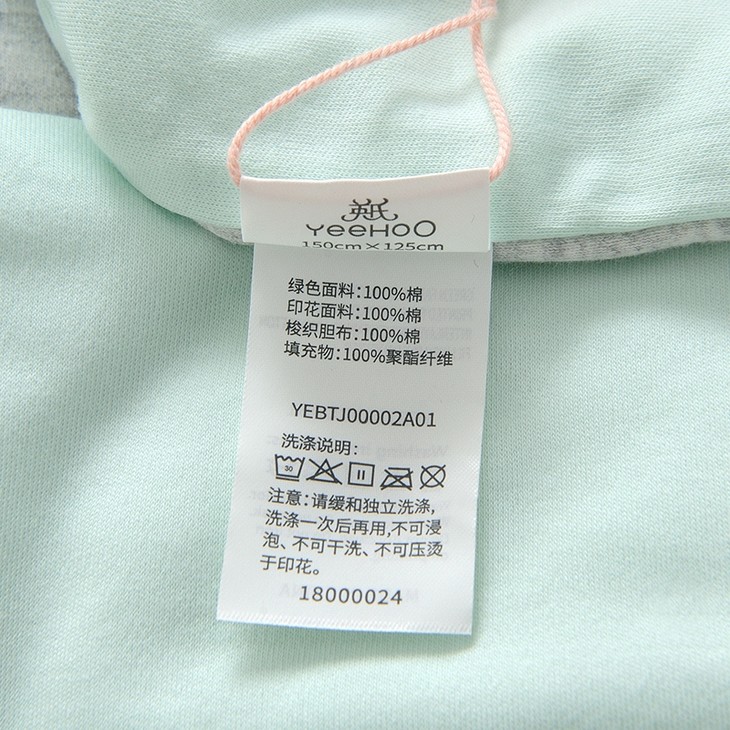 英氏
YeeHoO
150cm×125cm
绿色面料:100%棉
印花面料:100%棉
梭织胆布:100%棉
填充物:100%聚酯纤维
YEBTJ00002A01
洗涤说明:
30
注意:请缓和独立洗涤,
洗涤一次后再用,不可浸
泡、不可干洗、不可压烫
于印花。
18000024